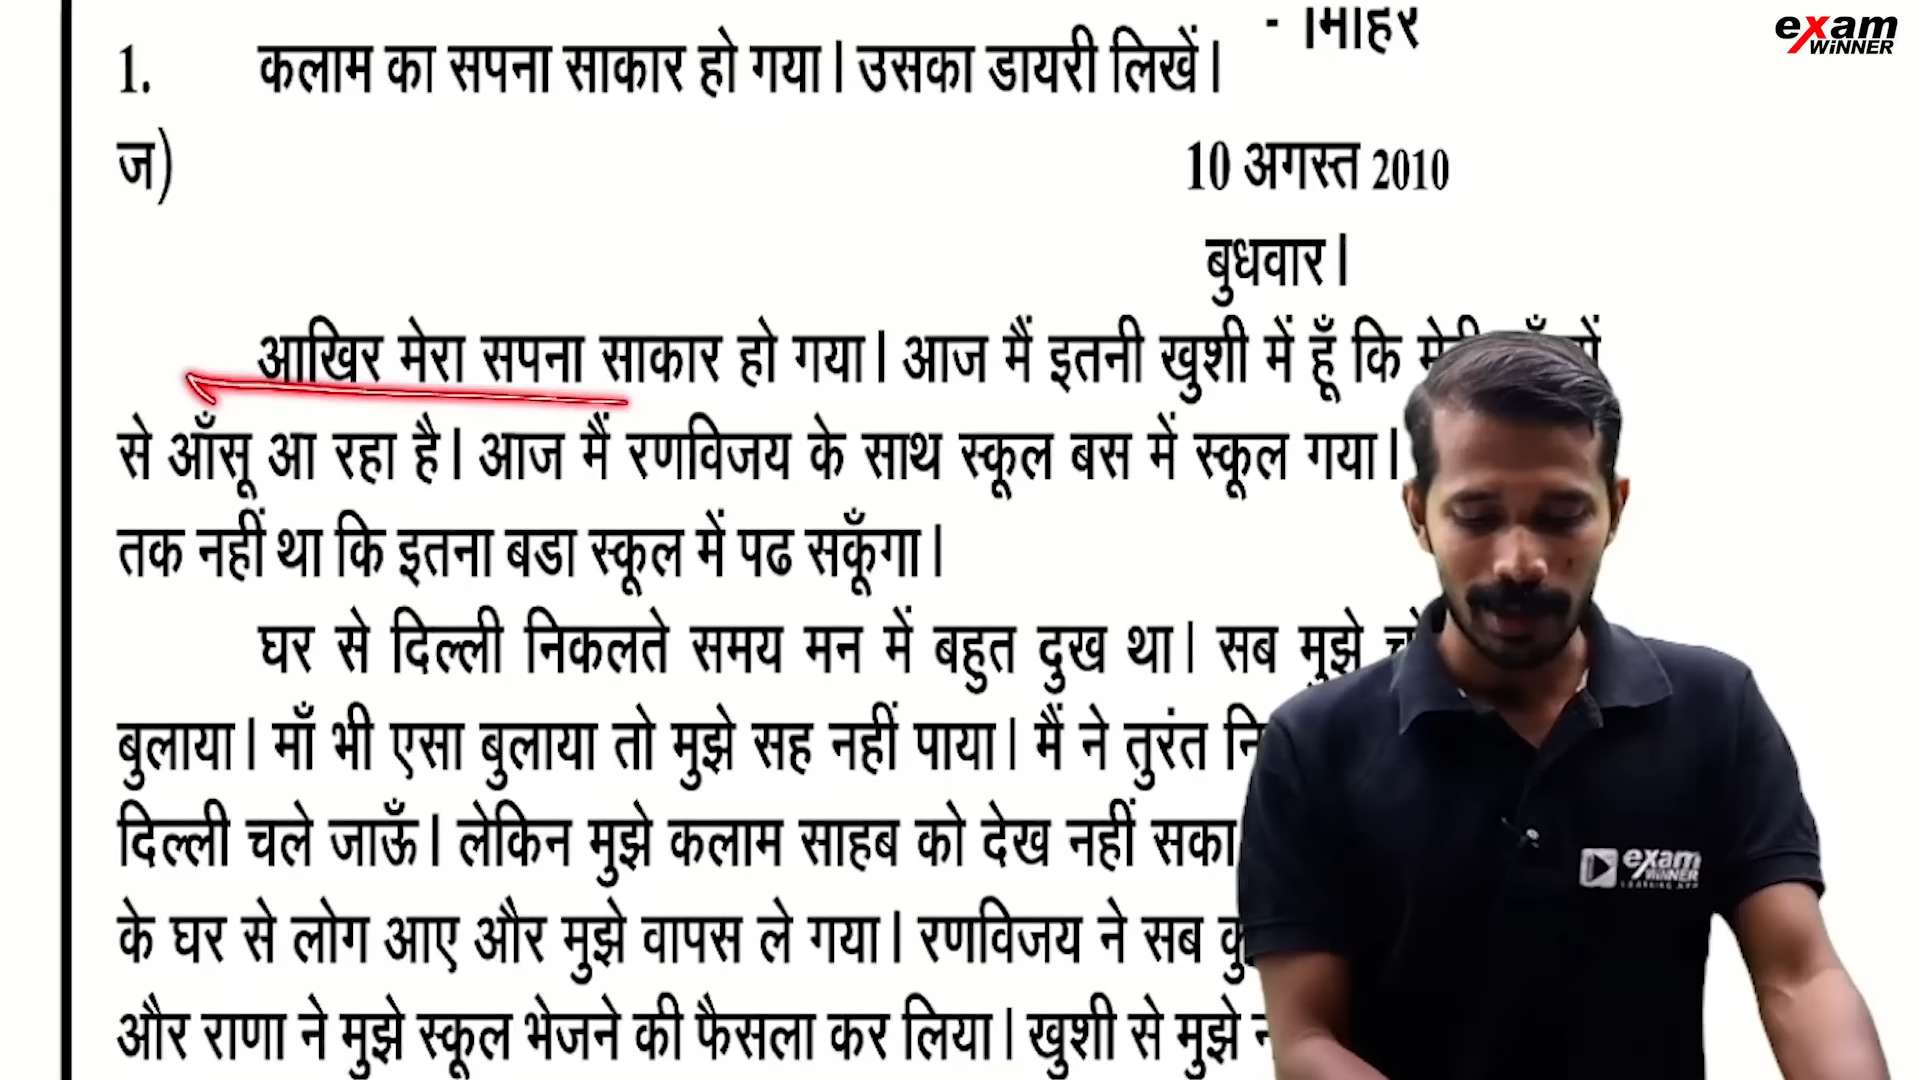 - मिहिर
exam
WiNNER
1. कलाम का सपना साकार हो गया। उसका डायरी लिखें।
ज)
10 अगस्त 2010
बुधवार।
आखिर मेरा सपना साकार हो गया। आज मैं इतनी खुशी में हूँ कि
से आँसू आ रहा है। आज मैं रणविजय के साथ स्कूल बस में स्कूल गया।
तक नहीं था कि इतना बडा स्कूल में पढ सकूँगा।
घर से दिल्ली निकलते समय मन में बहुत दुख था। सब मुझे
बुलाया। माँ भी एसा बुलाया तो मुझे सह नहीं पाया। मैं ने तुरंत
दिल्ली चले जाऊँ। लेकिन मुझे कलाम साहब को देख नहीं सका
के घर से लोग आए और मुझे वापस ले गया। रणविजय ने सब
और राणा ने मुझे स्कूल भेजने की फैसला कर लिया। खुशी से मुझे
exam
WiNNER
LEARNING APP